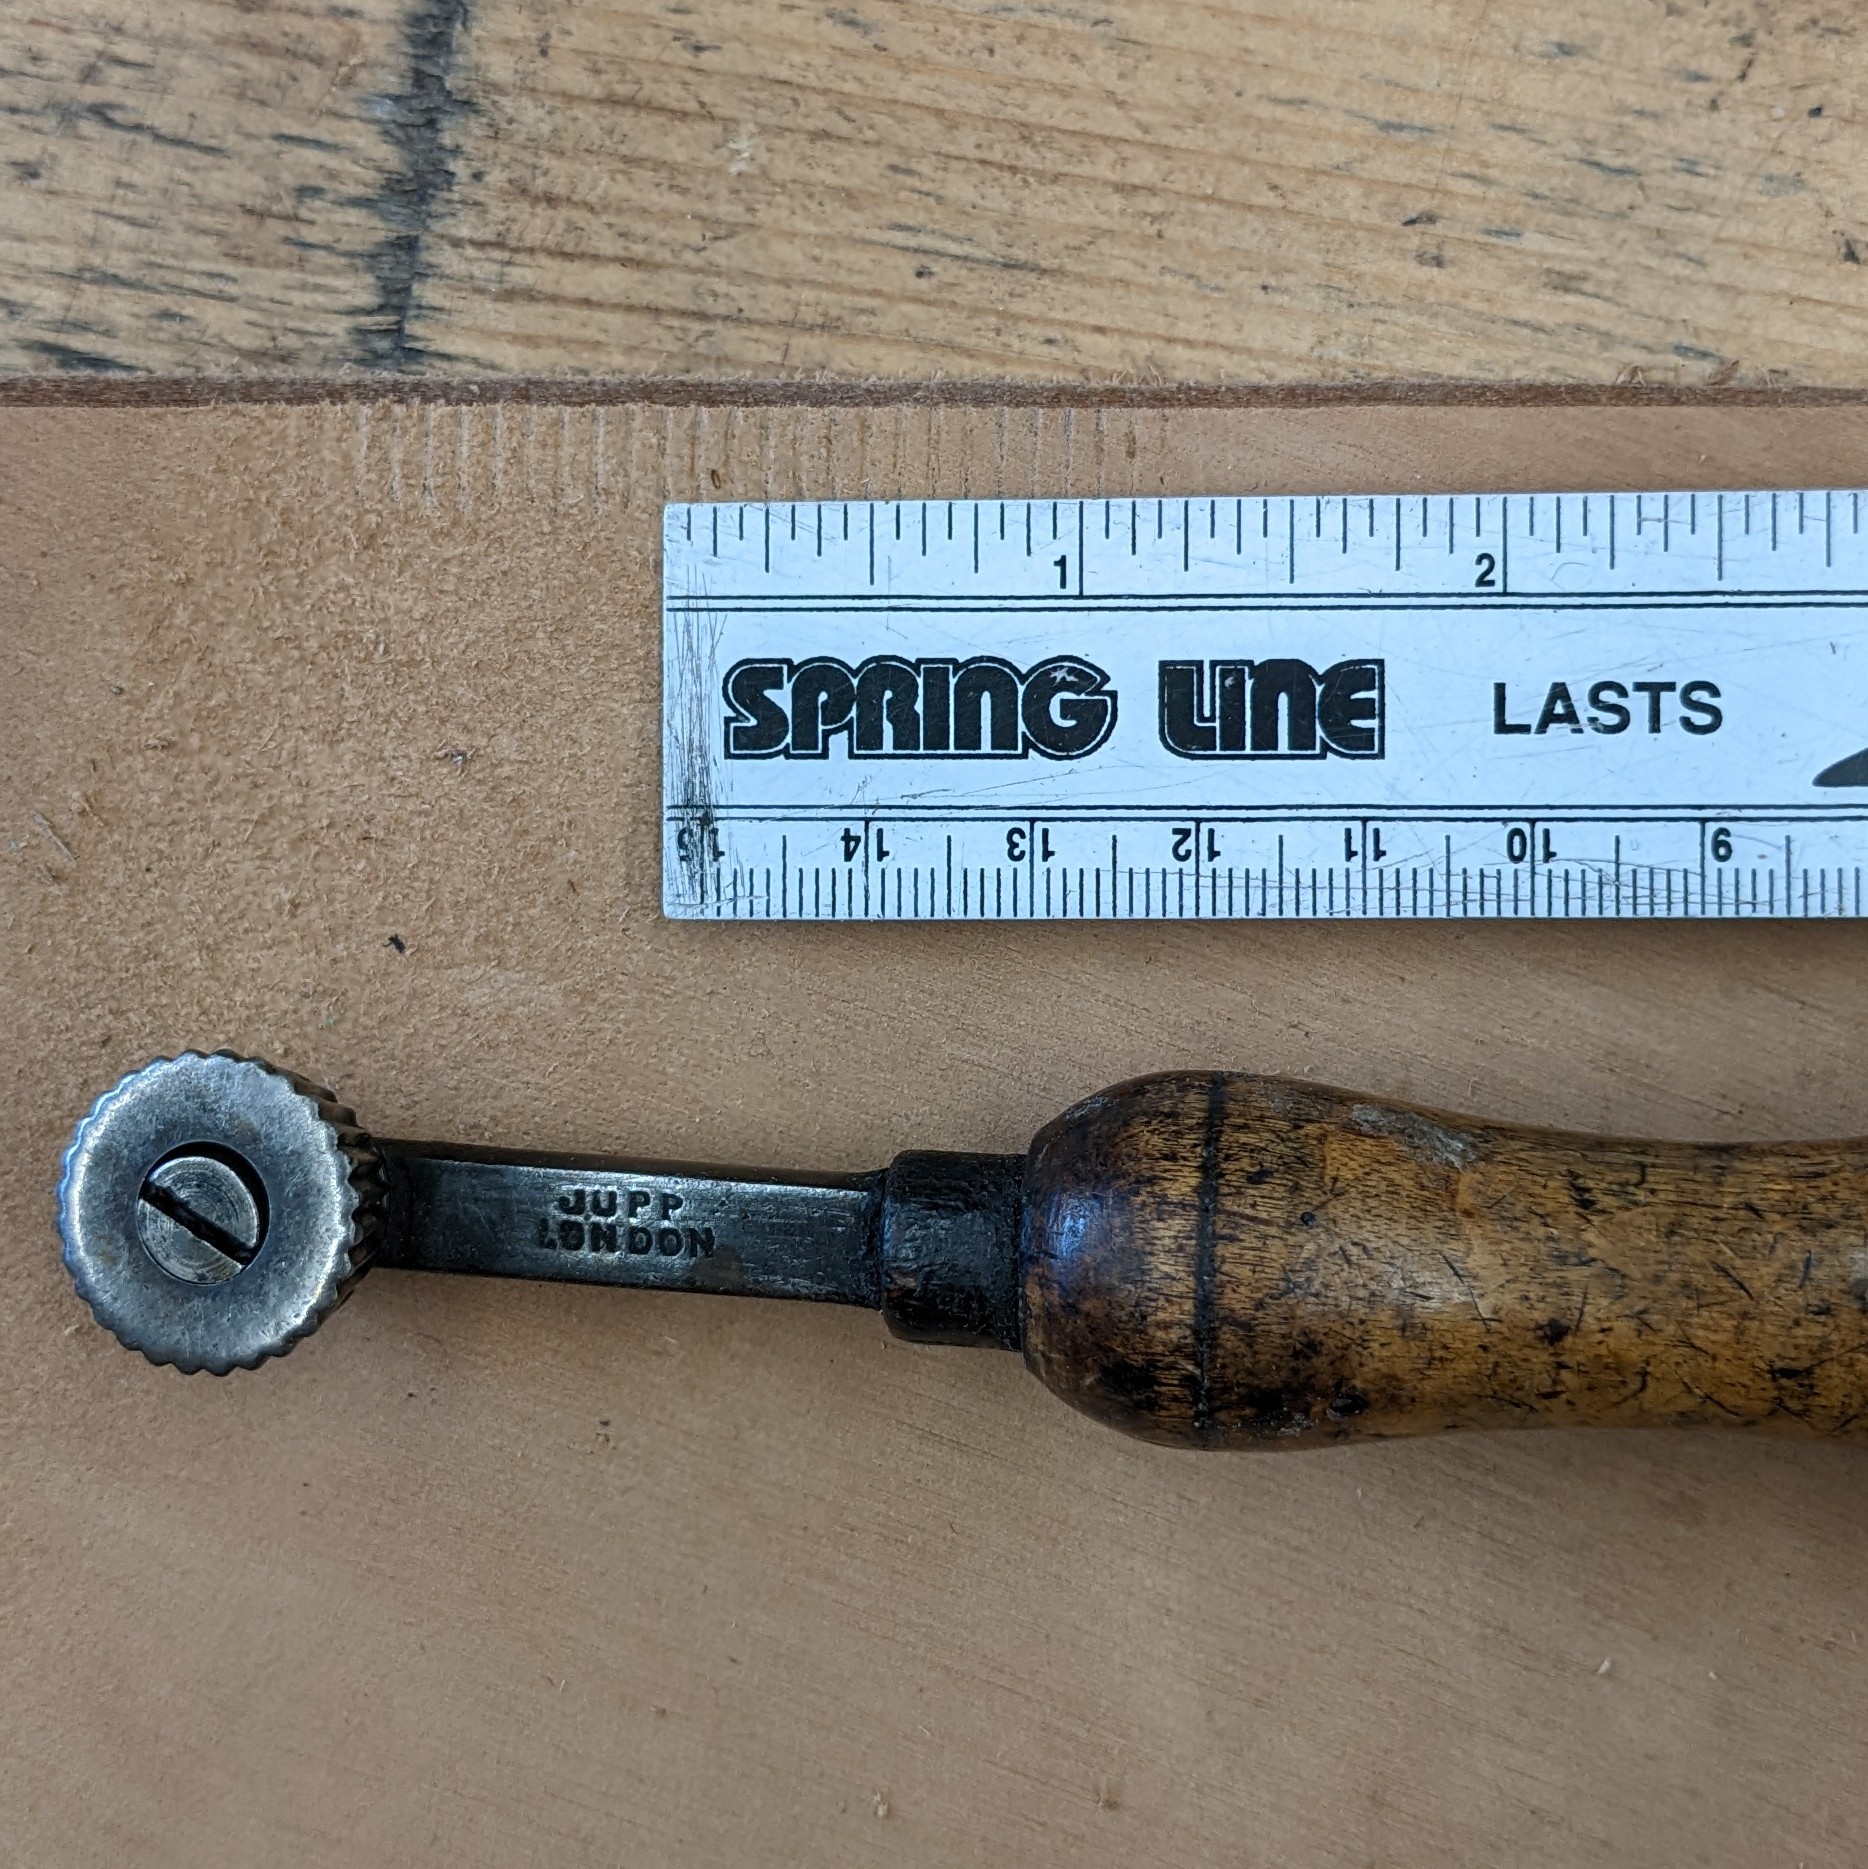 1 2
SPRING LINE LASTS
15 14 13 12 11 10 9
JUPP
LONDON